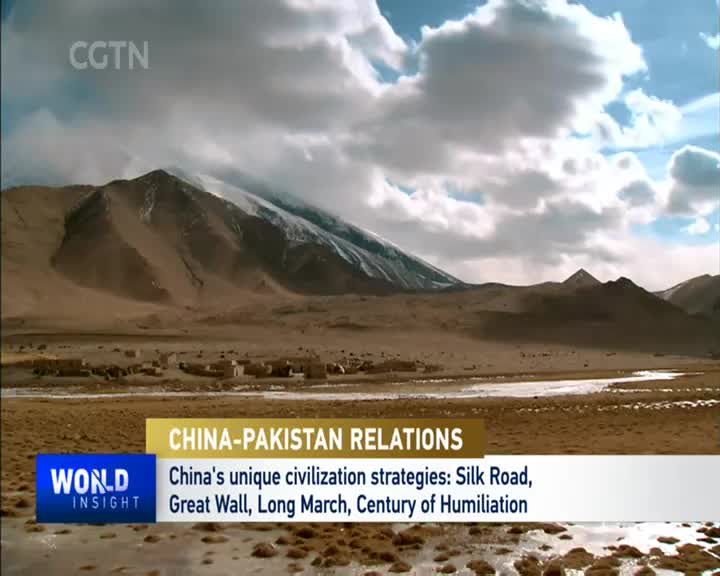 CGTN
CHINA-PAKISTAN RELATIONS
WORLD
INSIGHT
China's unique civilization strategies: Silk Road,
Great Wall, Long March, Century of Humiliation